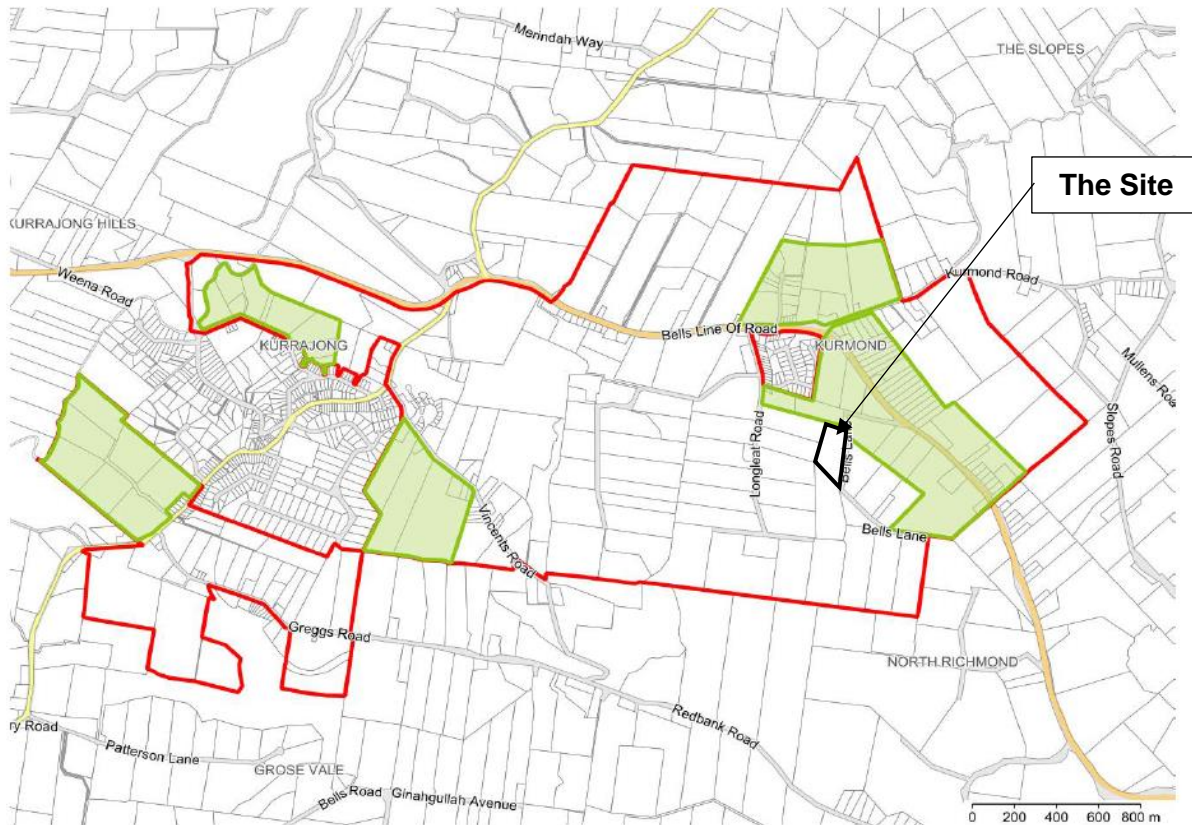 Merindah Way
THE SLOPES
The Site
KURRAJONG HILLS
Weena Road
Kurmond Road
Bells Line Of Road
KURRAJONG
KURMOND
Mullens Roa
Slopes Road
Longleat Road
Bells Lane
Bells Lane
Vincents Road
Greggs Road
NORTH RICHMOND
Redbank Road
ry Road
Patterson Lane
GROSE VALE
Bells Road
Ginahgullah Avenue
0 200 400 600 800 m